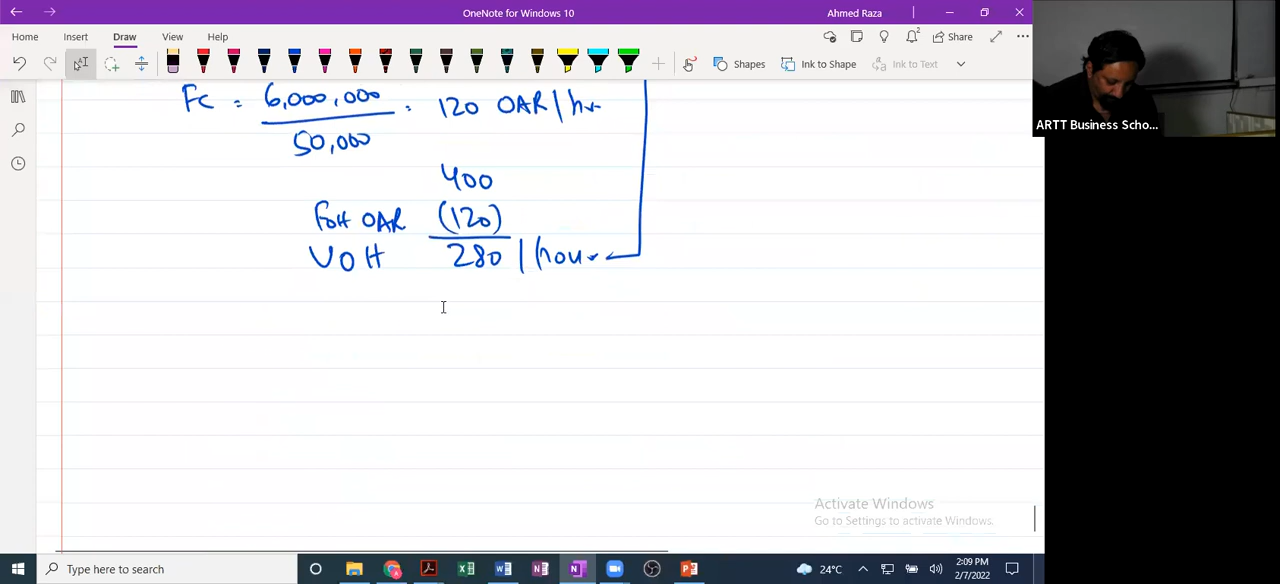 OneNote for Windows 10
Ahmed Raza
Home Insert Draw View Help
Share
Shapes Ink to Shape Ink to Text
FC = 6,000,000 = 120 OAR/hr
50,000
400
FOH OAR (120)
VOH 280 / hour
ARTT Business Scho...
Activate Windows
Go to Settings to activate Windows.
Type here to search
24°C
2:09 PM
2/7/2022
2